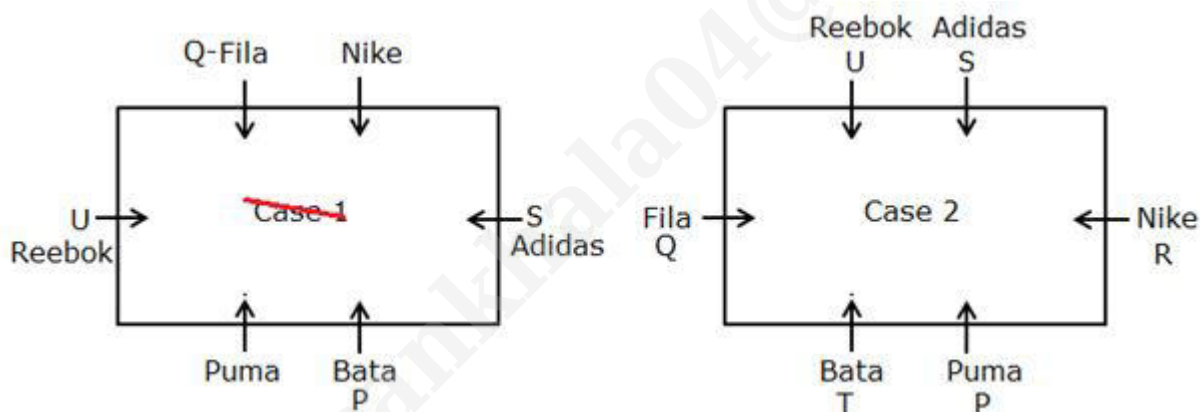 Q-Fila Nike
U
Reebok
Case 1
S
Adidas
Puma Bata
P
Reebok Adidas
U S
Fila
Q
Case 2
Nike
R
Bata Puma
T P